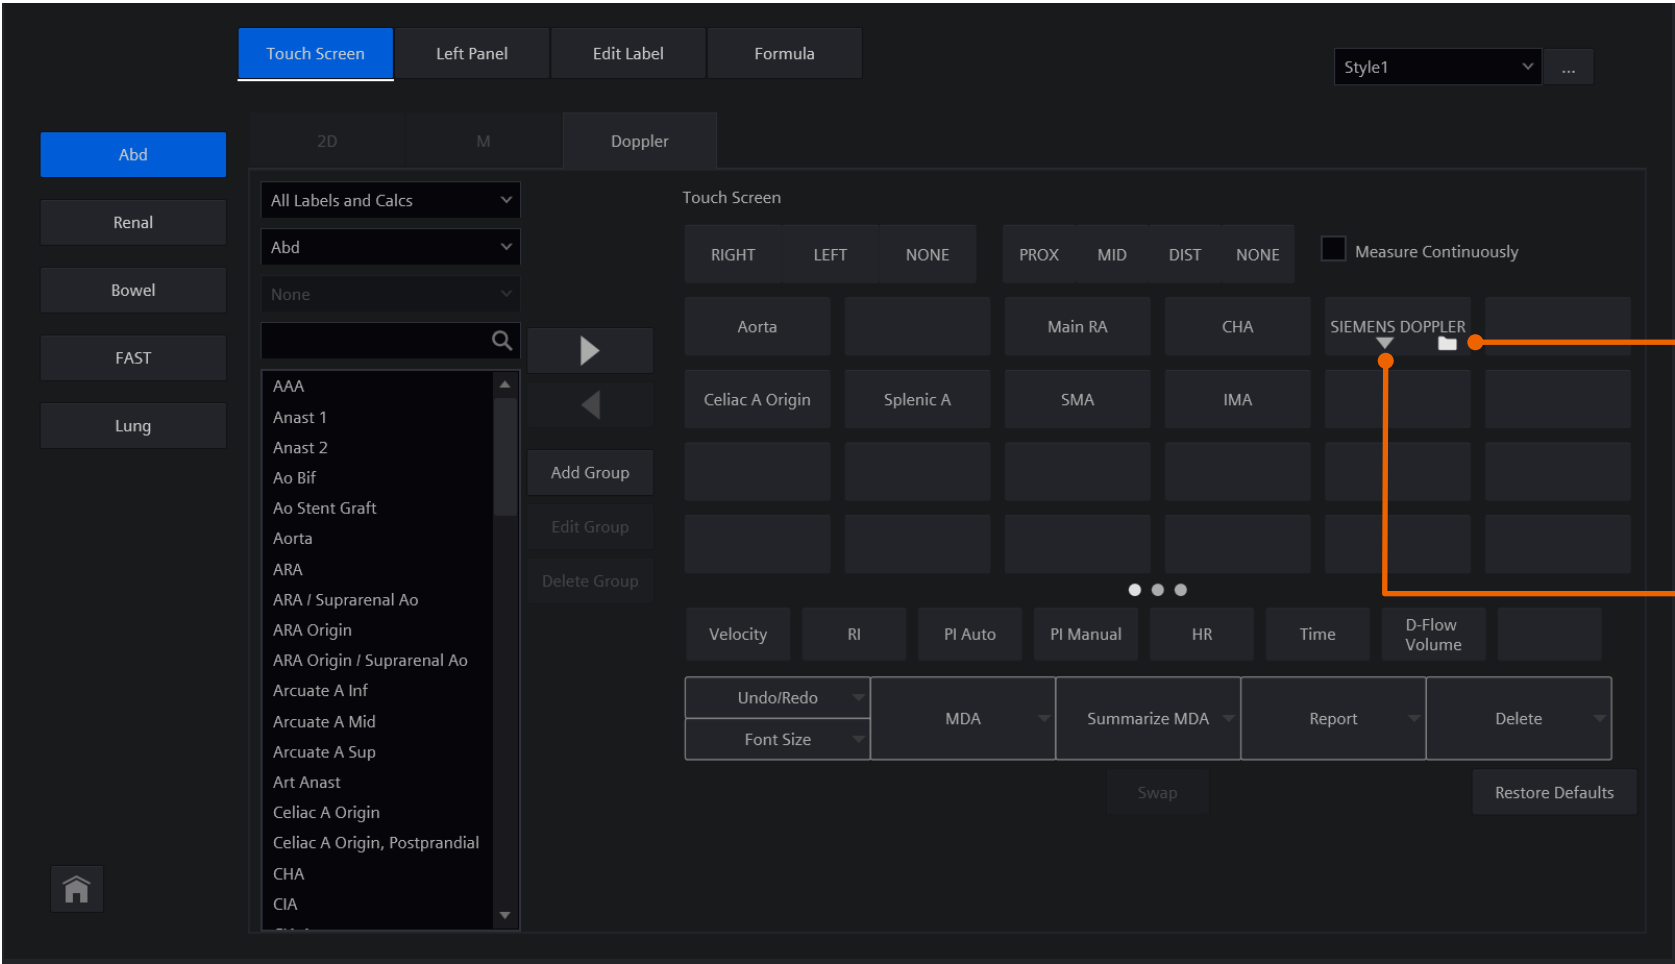 Touch Screen
Left Panel
Edit Label
Formula
Style1
...
Abd
Renal
Bowel
FAST
Lung
2D
M
Doppler
All Labels and Calcs
Abd
None
AAA
Anast 1
Anast 2
Ao Bif
Ao Stent Graft
Aorta
ARA
ARA / Suprarenal Ao
ARA Origin
ARA Origin / Suprarenal Ao
Arcuate A Inf
Arcuate A Mid
Arcuate A Sup
Art Anast
Celiac A Origin
Celiac A Origin, Postprandial
CHA
CIA
Add Group
Edit Group
Delete Group
Touch Screen
RIGHT LEFT NONE
PROX MID DIST NONE
Measure Continuously
Aorta
Main RA
CHA
SIEMENS DOPPLER
Celiac A Origin
Splenic A
SMA
IMA
Velocity
RI
PI Auto
PI Manual
HR
Time
D-Flow
Volume
Undo/Redo
Font Size
MDA
Summarize MDA
Report
Delete
Swap
Restore Defaults